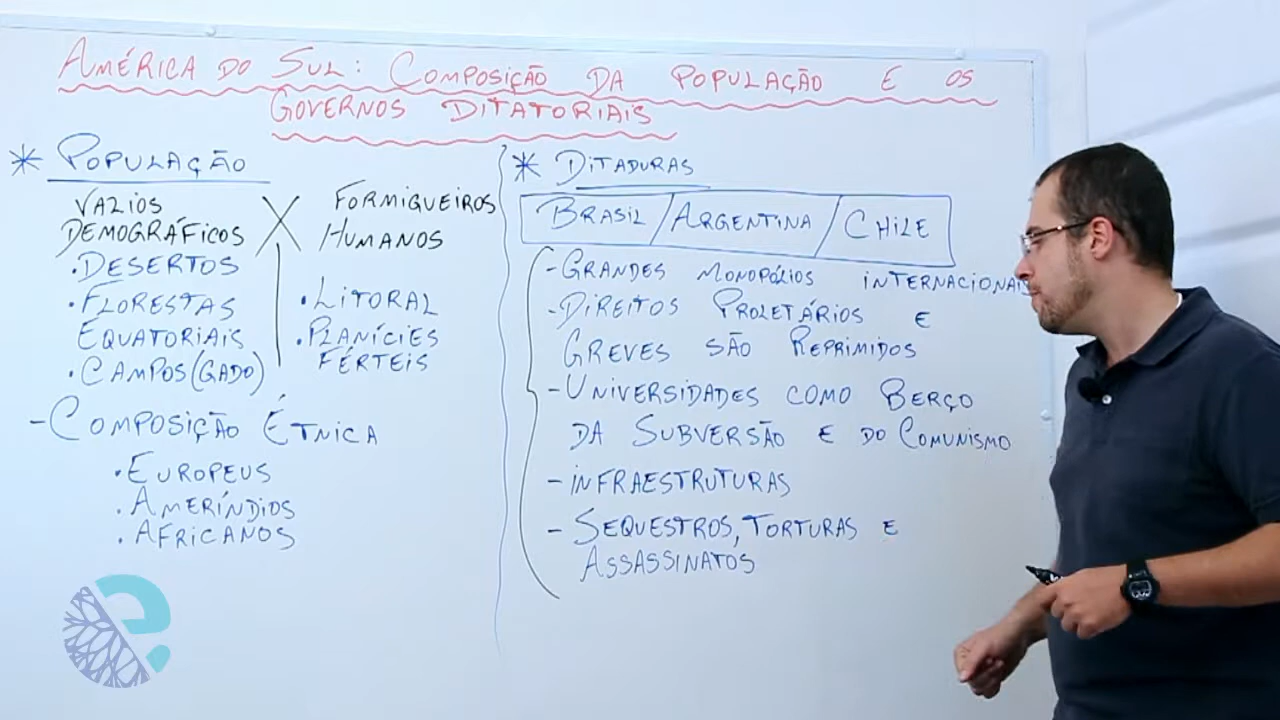 AMÉRICA DO SUL: COMPOSIÇÃO DA POPULAÇÃO E OS
GOVERNOS DITATORIAIS
* POPULAÇÃO
VAZIOS
DEMOGRÁFICOS X FORMIGUEIROS
HUMANOS
• DESERTOS
• FLORESTAS
EQUATORIAIS
• CAMPOS (GADO)
• LITORAL
• PLANÍCIES
FÉRTEIS
- COMPOSIÇÃO ÉTNICA
• EUROPEUS
• AMERÍNDIOS
• AFRICANOS
* DITADURAS
BRASIL / ARGENTINA / CHILE
- GRANDES MONOPÓLIOS INTERNACIONAIS
- DIREITOS PROLETÁRIOS E
GREVES SÃO REPRIMIDOS
- UNIVERSIDADES COMO BERÇO
DA SUBVERSÃO E DO COMUNISMO
- INFRAESTRUTURAS
- SEQUESTROS, TORTURAS E
ASSASSINATOS